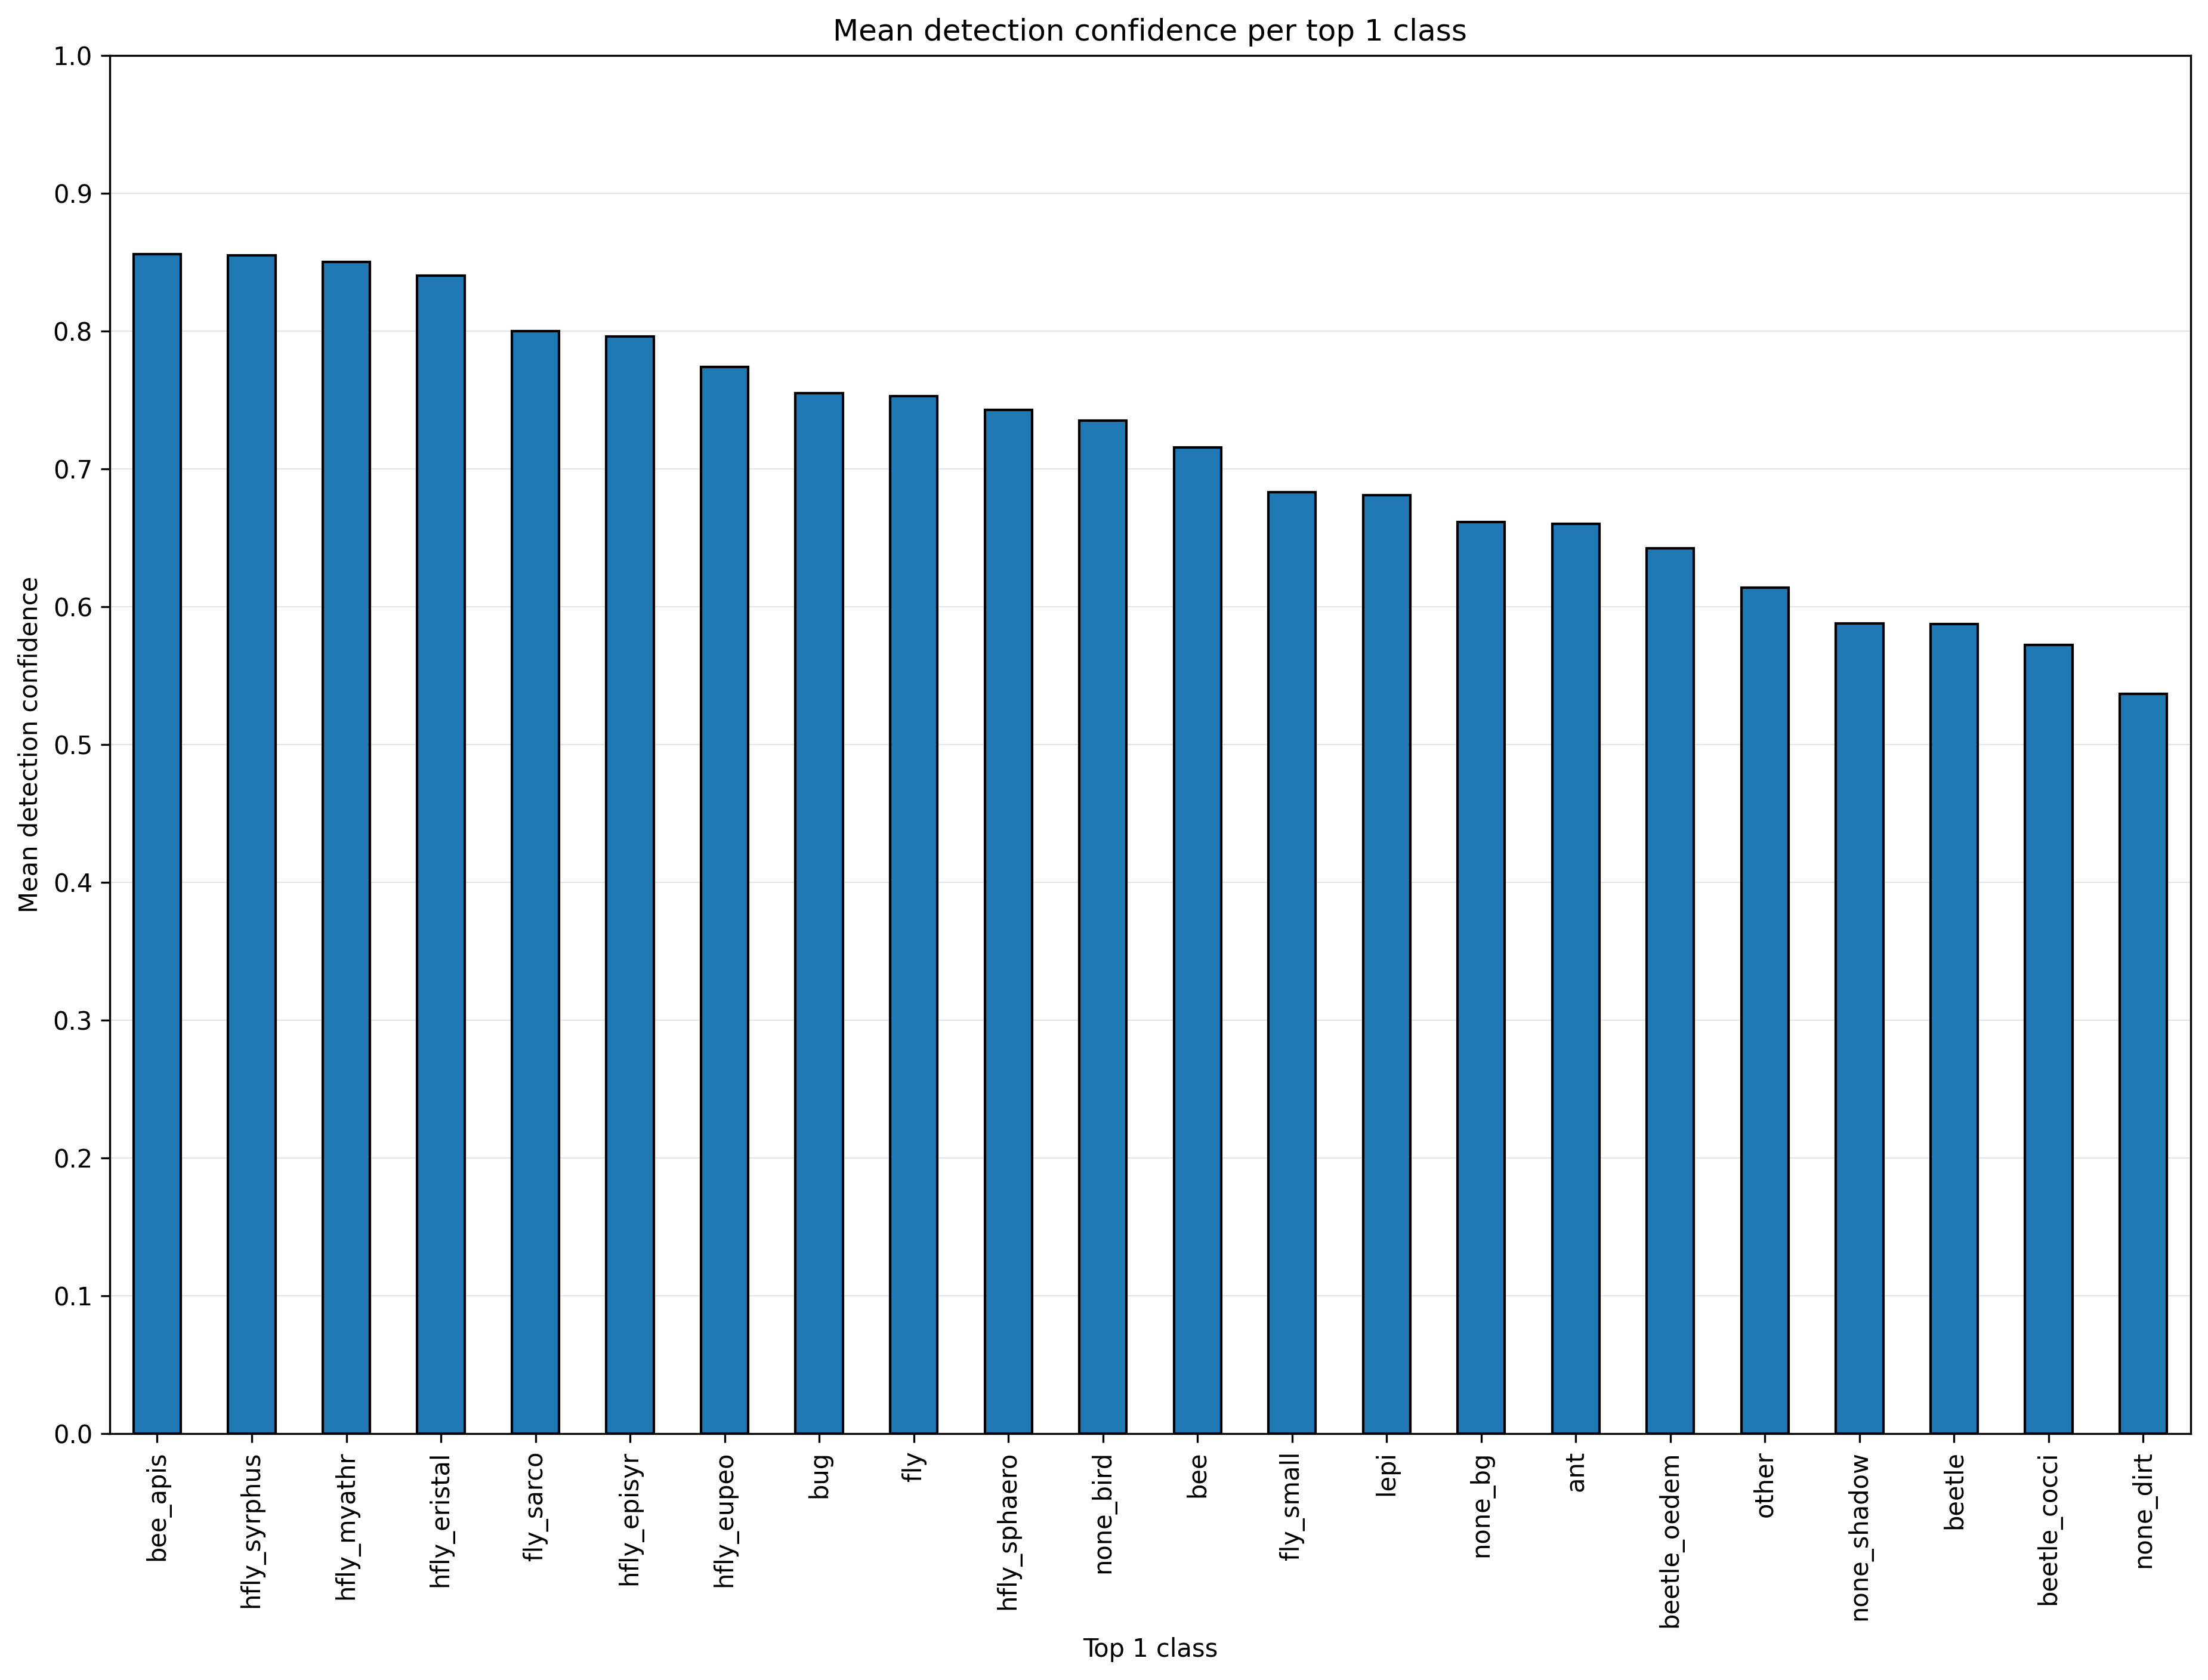 Mean detection confidence per top 1 class
1.0
0.9
0.8
0.7
0.6
0.5
0.4
0.3
0.2
0.1
0.0
Mean detection confidence
bee_apis
hfly_syrphus
hfly_myathr
hfly_eristal
fly_sarco
hfly_episyr
hfly_eupeo
bug
fly
hfly_sphaero
none_bird
bee
fly_small
lepi
none_bg
ant
beetle_oedem
other
none_shadow
beetle
beetle_cocci
none_dirt
Top 1 class